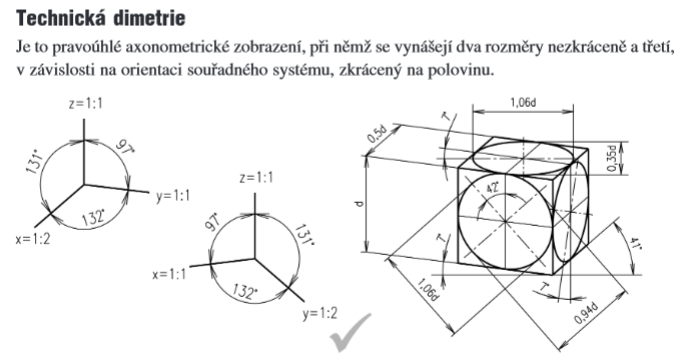 Technická dimetrie
Je to pravoúhlé axonometrické zobrazení, při němž se vynášejí dva rozměry nezkráceně a třetí,
v závislosti na orientaci souřadného systému, zkrácený na polovinu.
z=1:1
131°
97°
132°
y=1:1
x=1:2
z=1:1
97°
131°
132°
x=1:1
y=1:2
1,06d
0,5d
7°
0,35d
42°
d
7°
41°
1,06d
7°
0,94d